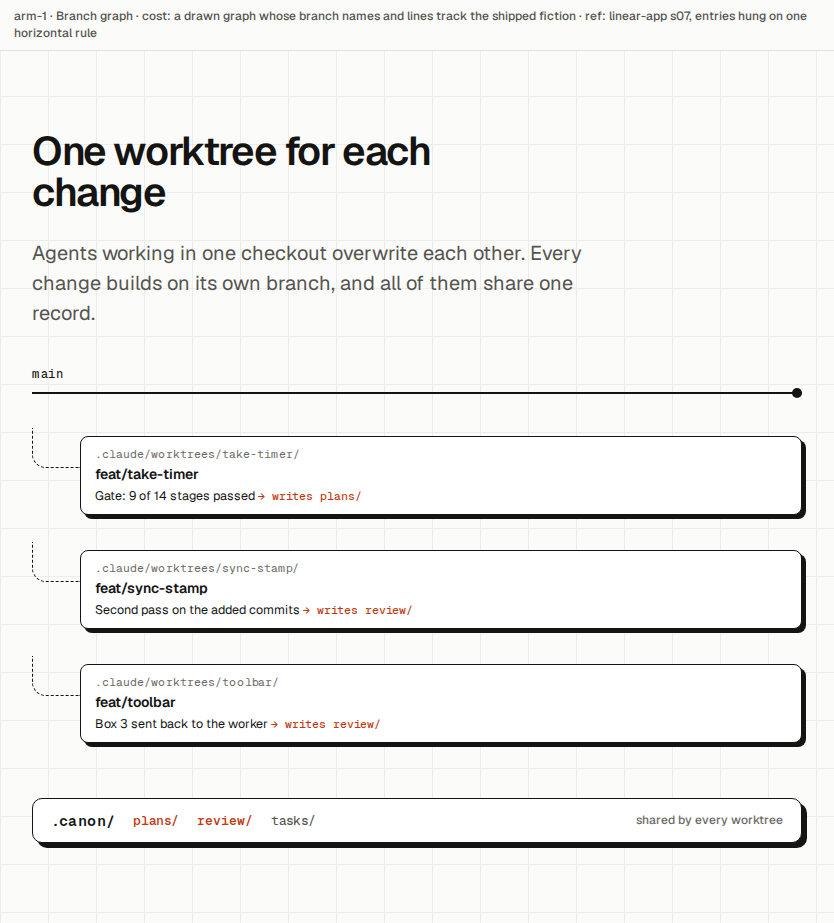 arm-1 · Branch graph · cost: a drawn graph whose branch names and lines track the shipped fiction · ref: linear-app s07, entries hung on one
horizontal rule
One worktree for each
change
Agents working in one checkout overwrite each other. Every
change builds on its own branch, and all of them share one
record.
main
.claude/worktrees/take-timer/
feat/take-timer
Gate: 9 of 14 stages passed → writes plans/
.claude/worktrees/sync-stamp/
feat/sync-stamp
Second pass on the added commits → writes review/
.claude/worktrees/toolbar/
feat/toolbar
Box 3 sent back to the worker → writes review/
.canon/ plans/ review/ tasks/ shared by every worktree